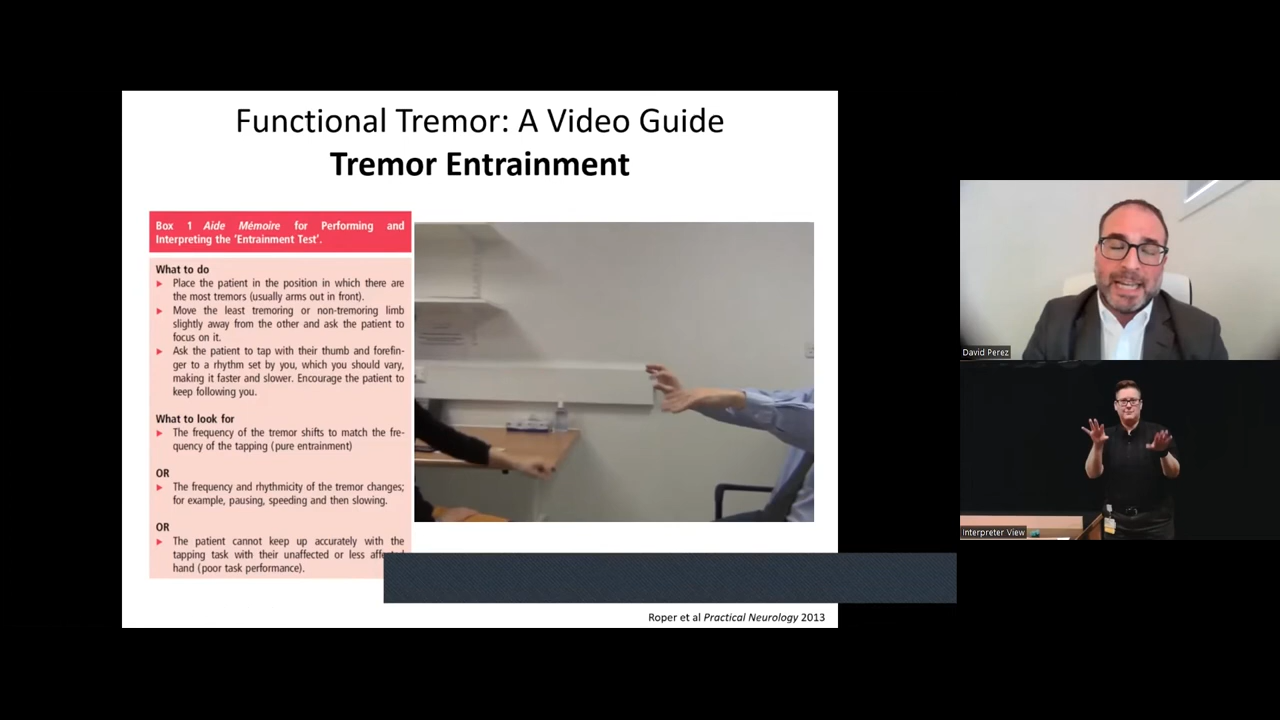 Functional Tremor: A Video Guide
Tremor Entrainment
Box 1 Aide Mémoire for Performing and
Interpreting the 'Entrainment Test'.
What to do
▶ Place the patient in the position in which there are
the most tremors (usually arms out in front).
▶ Move the least tremoring or non-tremoring limb
slightly away from the other and ask the patient to
focus on it.
▶ Ask the patient to tap with their thumb and forefin-
ger to a rhythm set by you, which you should vary,
making it faster and slower. Encourage the patient to
keep following you.
What to look for
▶ The frequency of the tremor shifts to match the fre-
quency of the tapping (pure entrainment)
OR
▶ The frequency and rhythmicity of the tremor changes;
for example, pausing, speeding and then slowing.
OR
▶ The patient cannot keep up accurately with the
tapping task with their unaffected or less affected
hand (poor task performance).
Roper et al Practical Neurology 2013
David Perez
Interpreter View